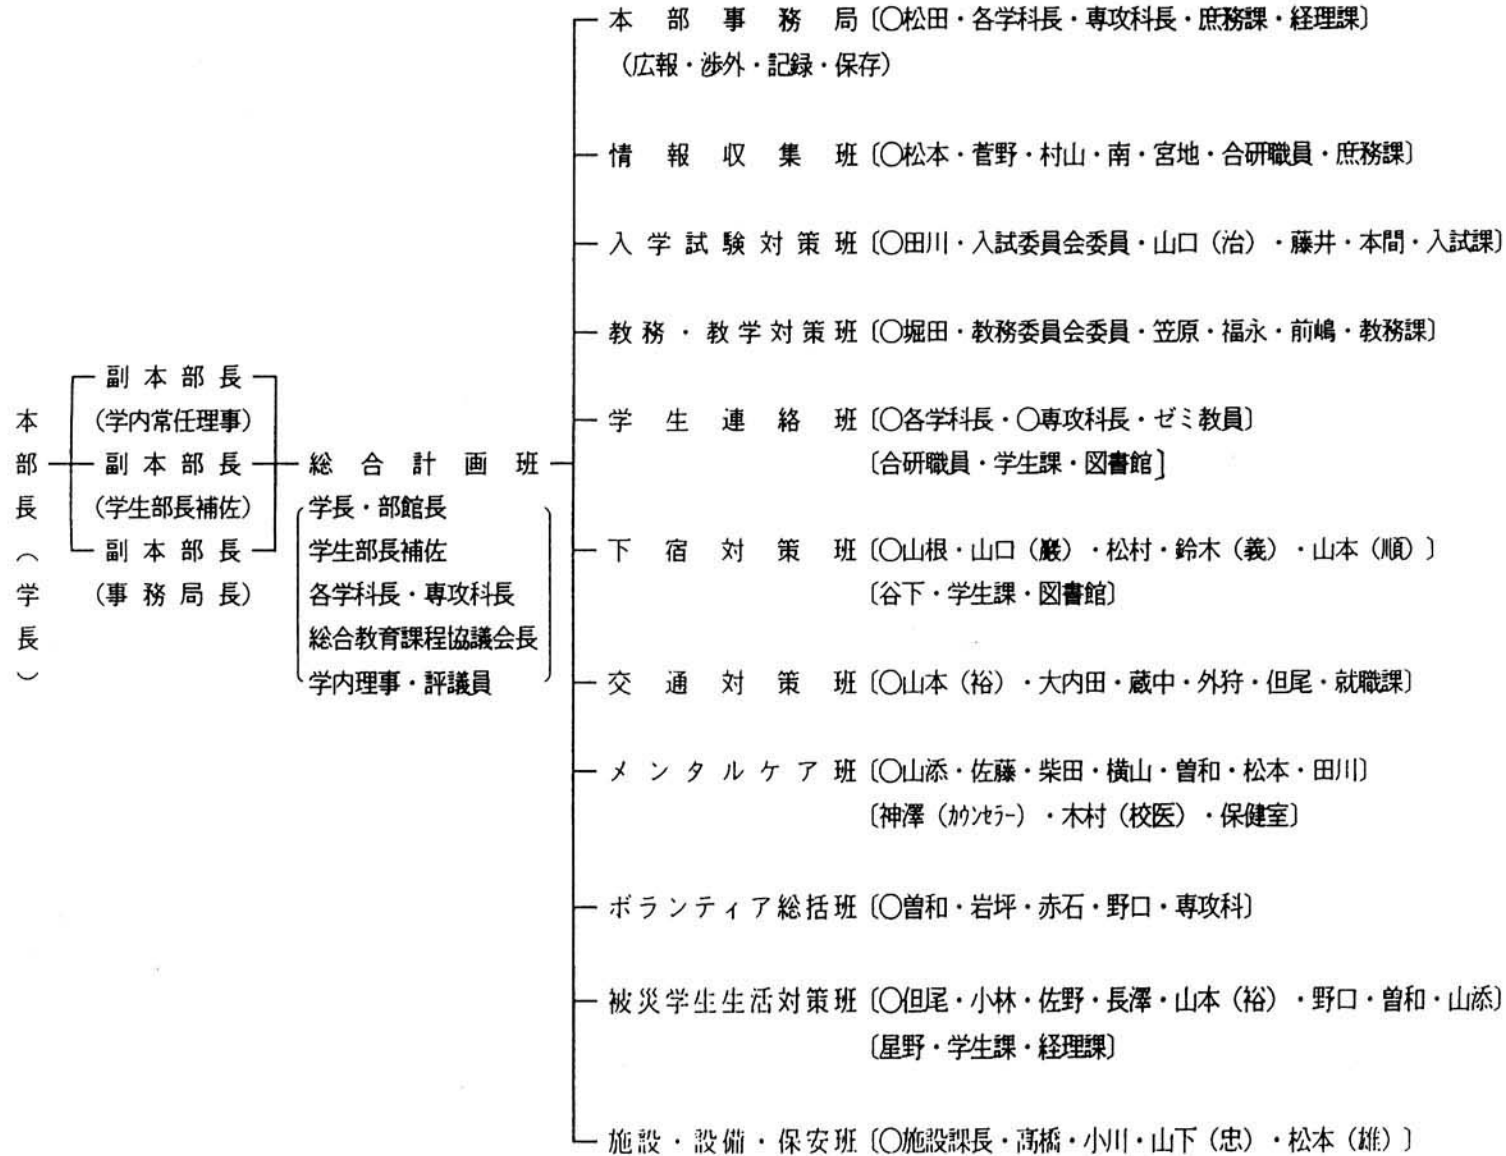 本部長（学長）
副本部長
(学内常任理事)
副本部長
(学生部長補佐)
副本部長
(事務局長)
総合計画班
学長・部館長
学生部長補佐
各学科長・専攻科長
総合教育課程協議会長
学内理事・評議員
本部事務局〔○松田・各学科長・専攻科長・庶務課・経理課〕
（広報・渉外・記録・保存）
情報収集班〔○松本・菅野・村山・南・宮地・合研職員・庶務課〕
入学試験対策班〔○田川・入試委員会委員・山口（治）・藤井・本間・入試課〕
教務・教学対策班〔○堀田・教務委員会委員・笠原・福永・前嶋・教務課〕
学生連絡班〔○各学科長・○専攻科長・ゼミ教員〕
〔合研職員・学生課・図書館〕
下宿対策班〔○山根・山口（巌）・松村・鈴木（義）・山本（順）〕
〔谷下・学生課・図書館〕
交通対策班〔○山本（裕）・大内田・蔵中・外狩・但尾・就職課〕
メンタルケア班〔○山添・佐藤・柴田・横山・曽和・松本・田川〕
〔神澤（ｶｳﾝｾﾗｰ）・木村（校医）・保健室〕
ボランティア総括班〔○曽和・岩坪・赤石・野口・専攻科〕
被災学生生活対策班〔○但尾・小林・佐野・長澤・山本（裕）・野口・曽和・山添〕
〔星野・学生課・経理課〕
施設・設備・保安班〔○施設課長・髙橋・小川・山下（忠）・松本（雄）〕